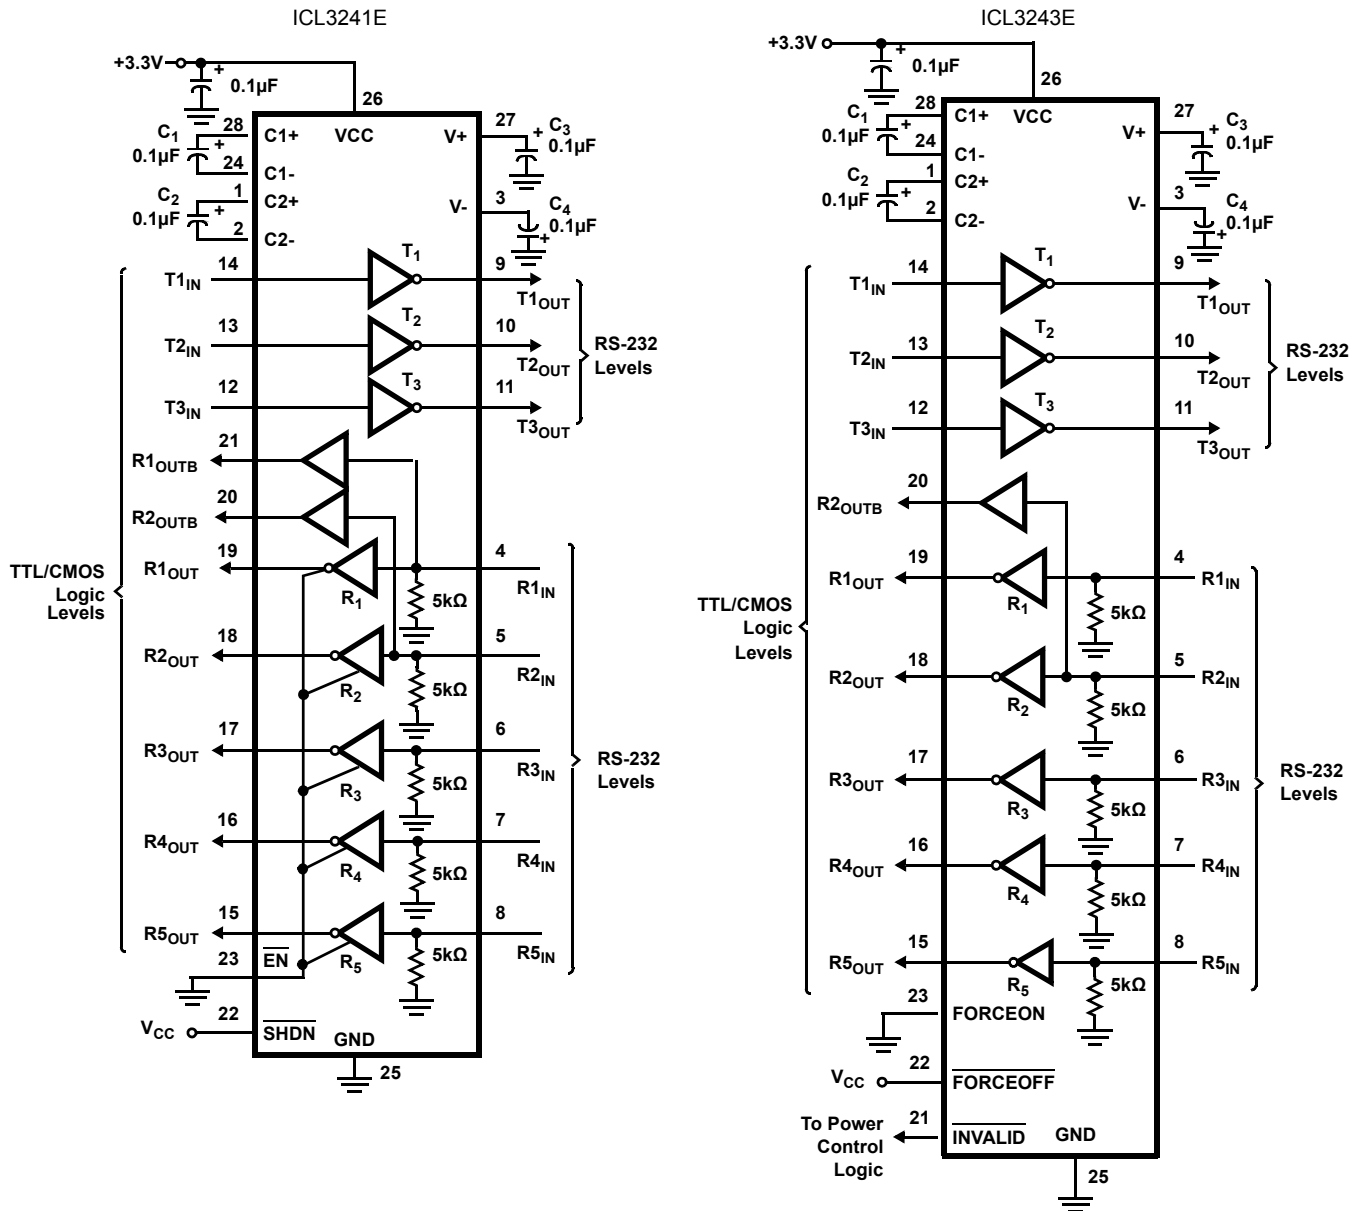 ICL3241E
+3.3V
+
0.1µF
26
C1
0.1µF
+
28
C1+
VCC
V+
27
+
C3
0.1µF
24
C1-
C2
0.1µF
+
1
C2+
V-
3
C4
0.1µF
+
2
C2-
T1IN
14
T1
9
T1OUT
T2IN
13
T2
10
T2OUT
T3IN
12
T3
11
T3OUT
RS-232
Levels
R1OUTB
21
R2OUTB
20
TTL/CMOS
Logic
Levels
R1OUT
19
R1
4
R1IN
5kΩ
R2OUT
18
R2
5
R2IN
5kΩ
R3OUT
17
R3
6
R3IN
5kΩ
RS-232
Levels
R4OUT
16
R4
7
R4IN
5kΩ
R5OUT
15
R5
8
R5IN
5kΩ
23
EN
VCC
22
SHDN
GND
25
ICL3243E
+3.3V
+
0.1µF
26
C1
0.1µF
+
28
C1+
VCC
V+
27
+
C3
0.1µF
24
C1-
C2
0.1µF
+
1
C2+
V-
3
C4
0.1µF
+
2
C2-
T1IN
14
T1
9
T1OUT
T2IN
13
T2
10
T2OUT
T3IN
12
T3
11
T3OUT
RS-232
Levels
R2OUTB
20
TTL/CMOS
Logic
Levels
R1OUT
19
R1
4
R1IN
5kΩ
R2OUT
18
R2
5
R2IN
5kΩ
R3OUT
17
R3
6
R3IN
5kΩ
RS-232
Levels
R4OUT
16
R4
7
R4IN
5kΩ
R5OUT
15
R5
8
R5IN
5kΩ
23
FORCEON
VCC
22
FORCEOFF
To Power
Control
Logic
21
INVALID
GND
25